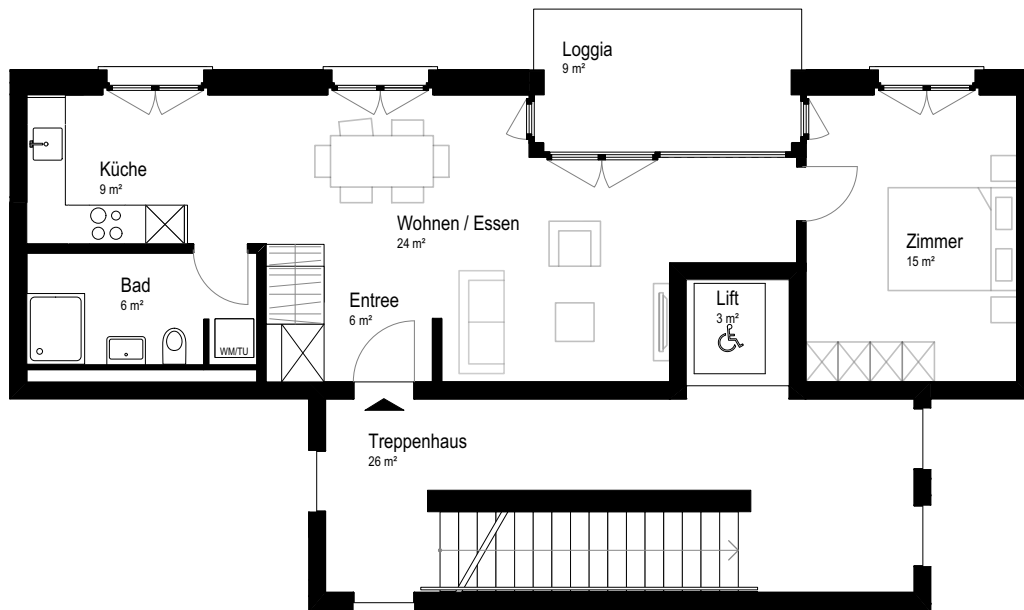 Loggia
9 m²
Küche
9 m²
Wohnen / Essen
24 m²
Zimmer
15 m²
Bad
6 m²
Entree
6 m²
Lift
3 m²
WM/TU
Treppenhaus
26 m²